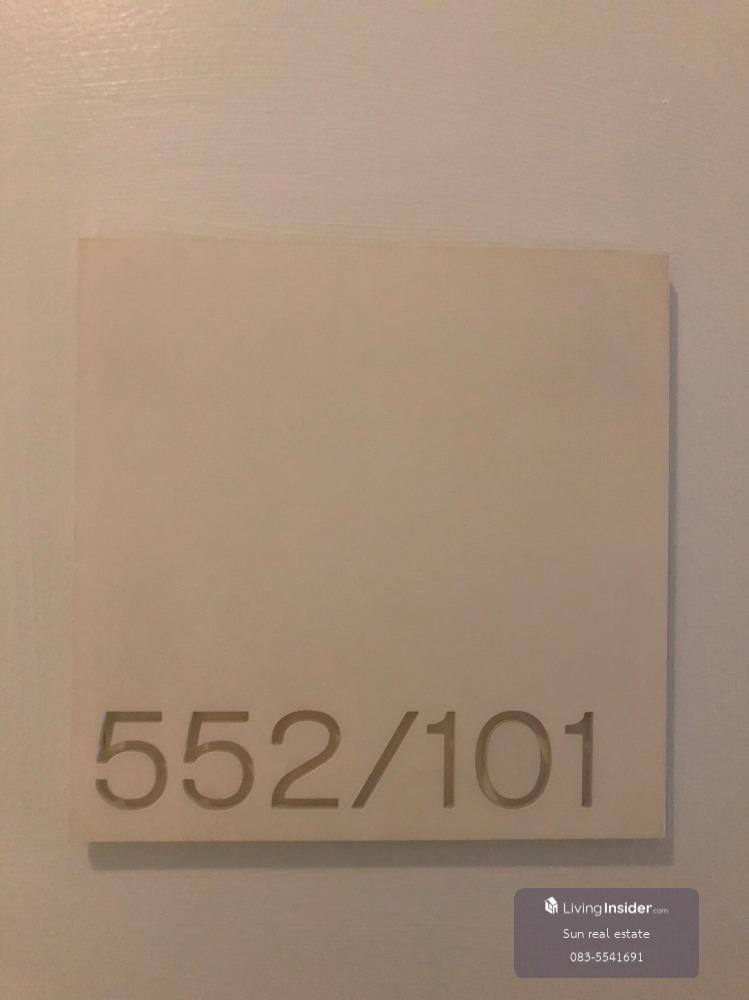 552/101
LivingInsider.com
Sun real estate
083-5541691